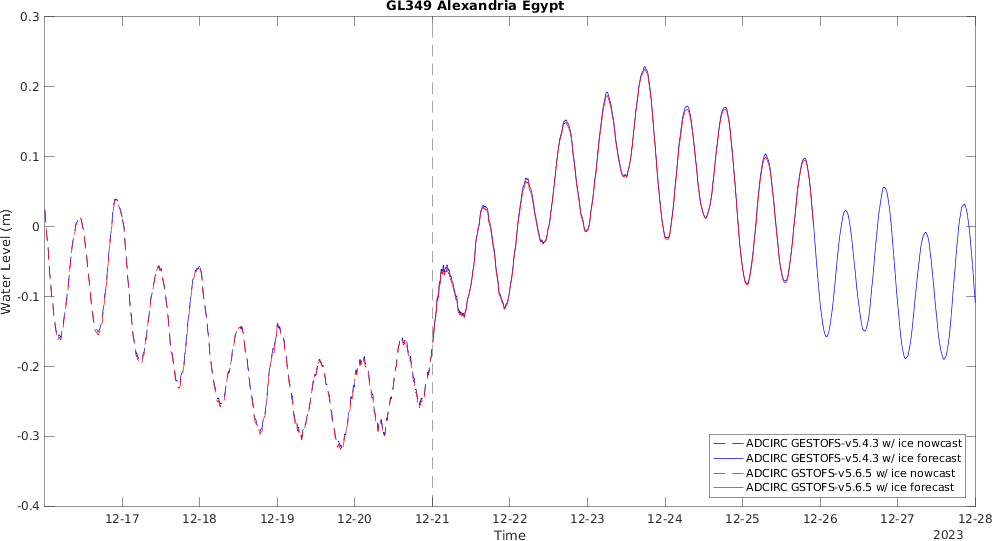 GL349 Alexandria Egypt
0.3
0.2
0.1
0
-0.1
-0.2
-0.3
-0.4
Water Level (m)
ADCIRC GESTOFS-v5.4.3 w/ ice nowcast
ADCIRC GESTOFS-v5.4.3 w/ ice forecast
ADCIRC GSTOFS-v5.6.5 w/ ice nowcast
ADCIRC GSTOFS-v5.6.5 w/ ice forecast
12-17 12-18 12-19 12-20 12-21 12-22 12-23 12-24 12-25 12-26 12-27 12-28
Time 2023